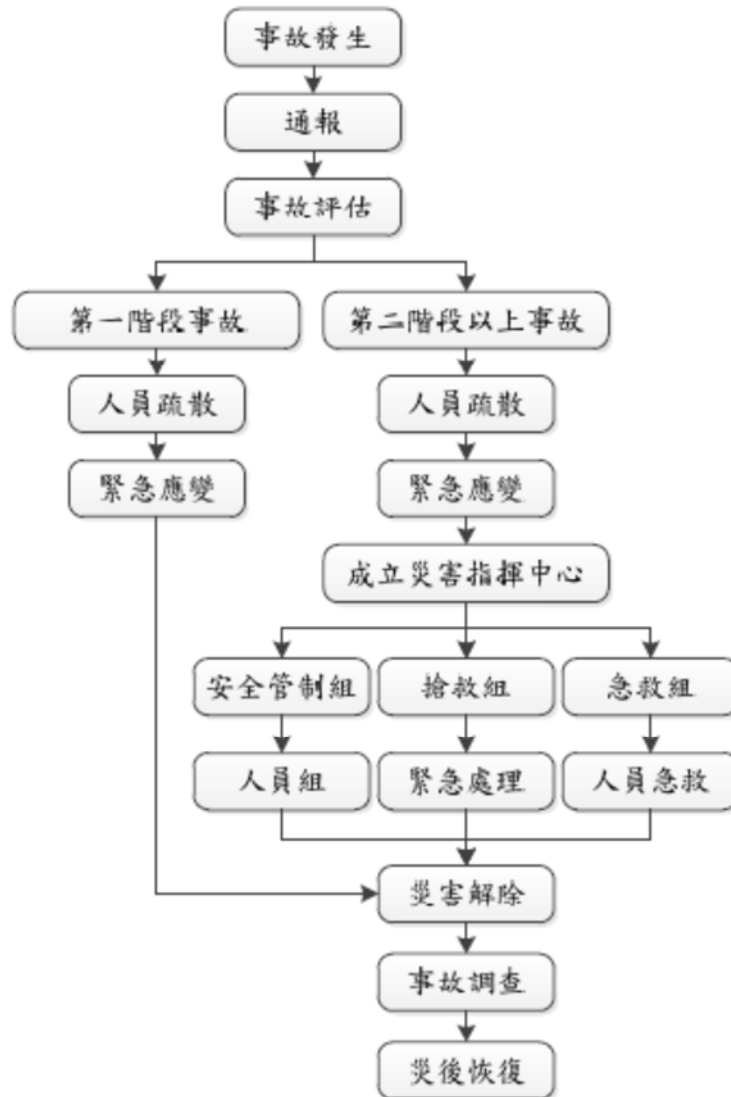 事故發生
通報
事故評估
第一階段事故
第二階段以上事故
人員疏散
人員疏散
緊急應變
緊急應變
成立災害指揮中心
安全管制組
搶救組
急救組
人員組
緊急處理
人員急救
災害解除
事故調查
災後恢復